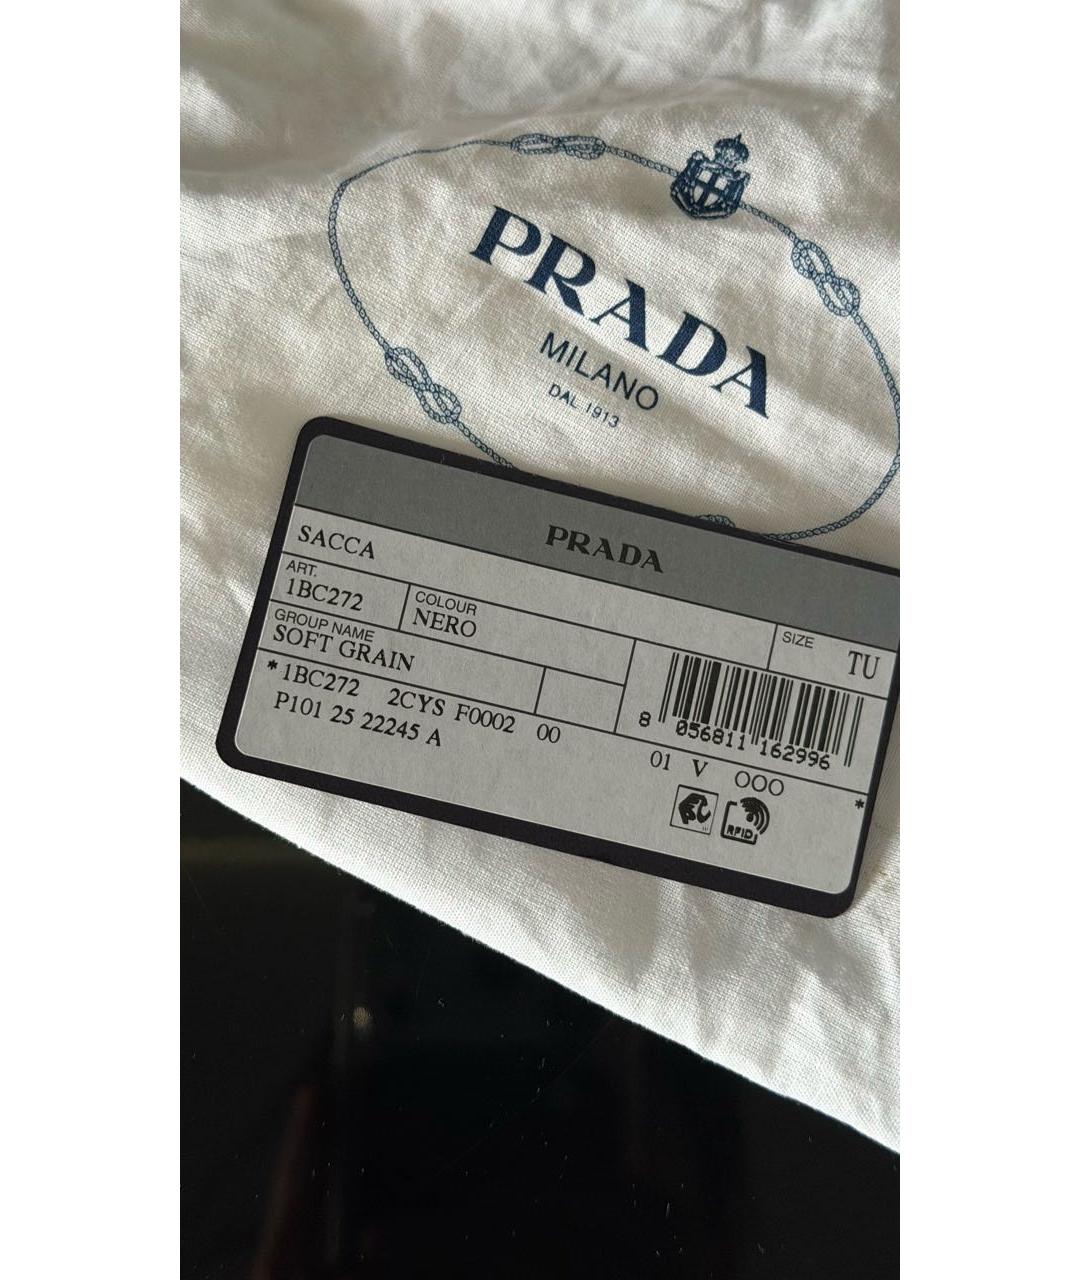 PRADA
MILANO
DAL 1913
PRADA
SACCA
SIZE TU
ART.
1BC272
COLOUR
NERO
GROUP NAME
SOFT GRAIN
*1BC272 2CYS F0002 00 01 V OOO *
P101 25 22245 A
8 056811 162996
RFID